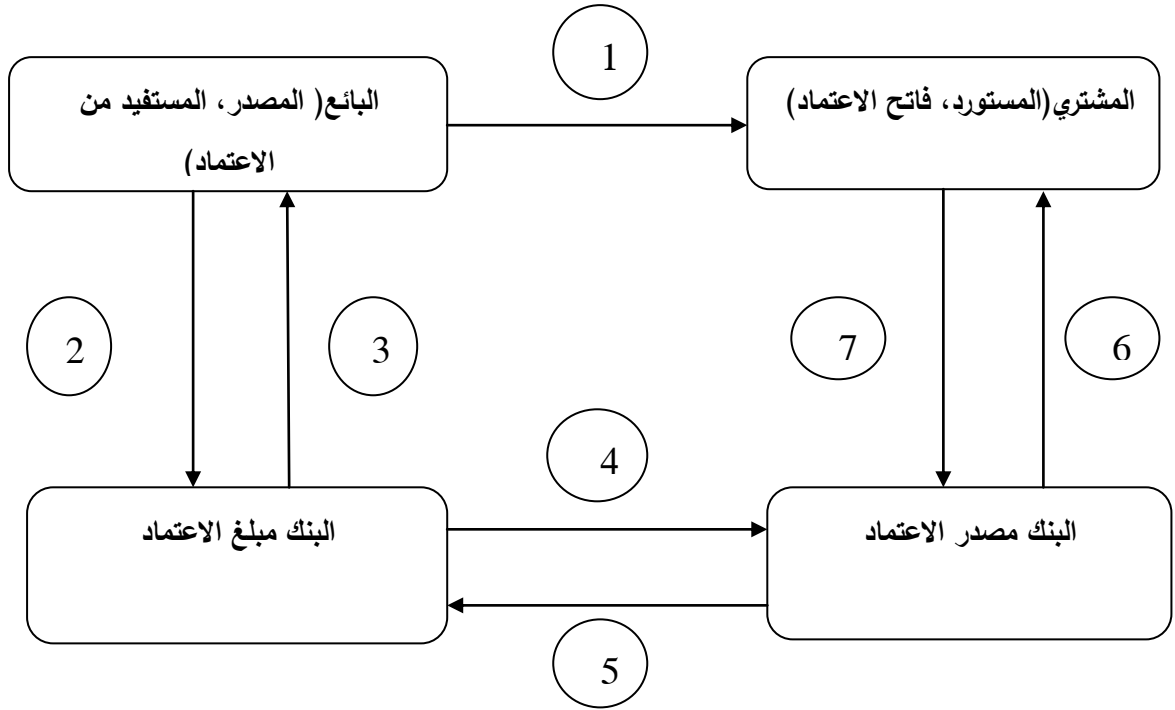 1
المشتري(المستورد، فاتح الاعتماد)
البائع( المصدر، المستفيد من
الاعتماد)
2
3
7
6
4
البنك مصدر الاعتماد
البنك مبلغ الاعتماد
5